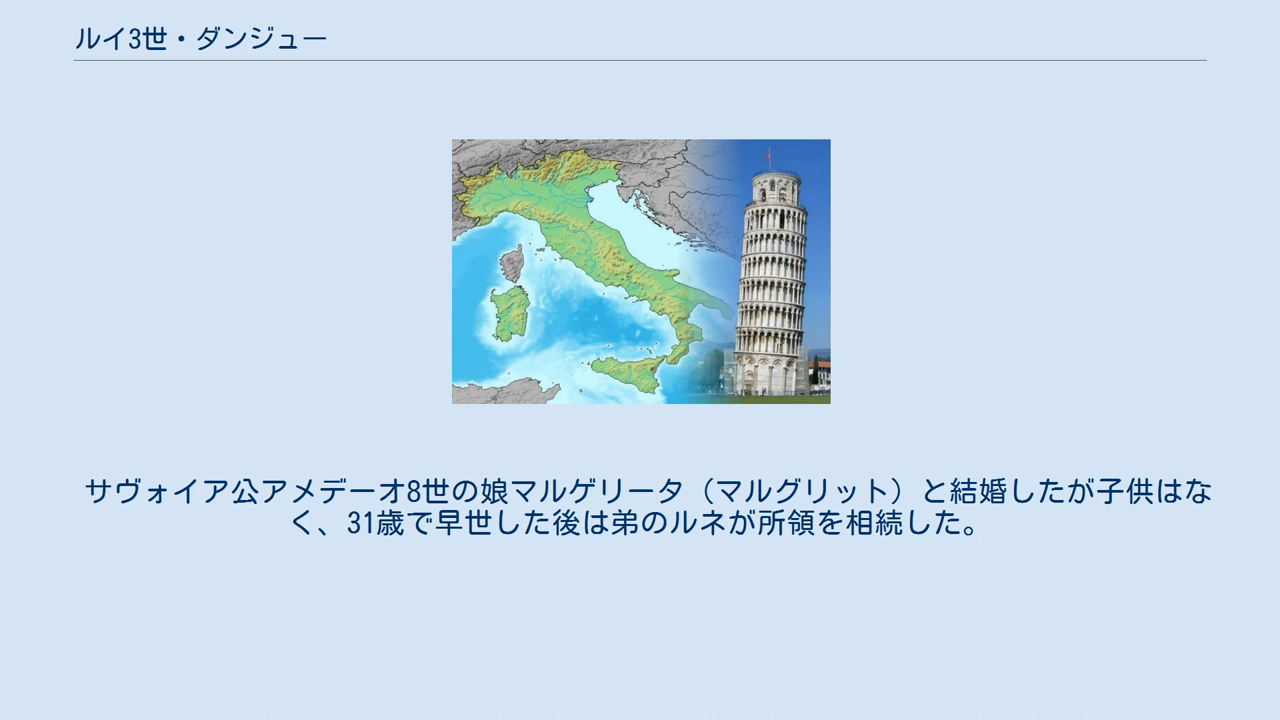 ルイ3世・ダンジュー
サヴォイア公アメデーオ8世の娘マルゲリータ（マルグリット）と結婚したが子供はな
く、31歳で早世した後は弟のルネが所領を相続した。